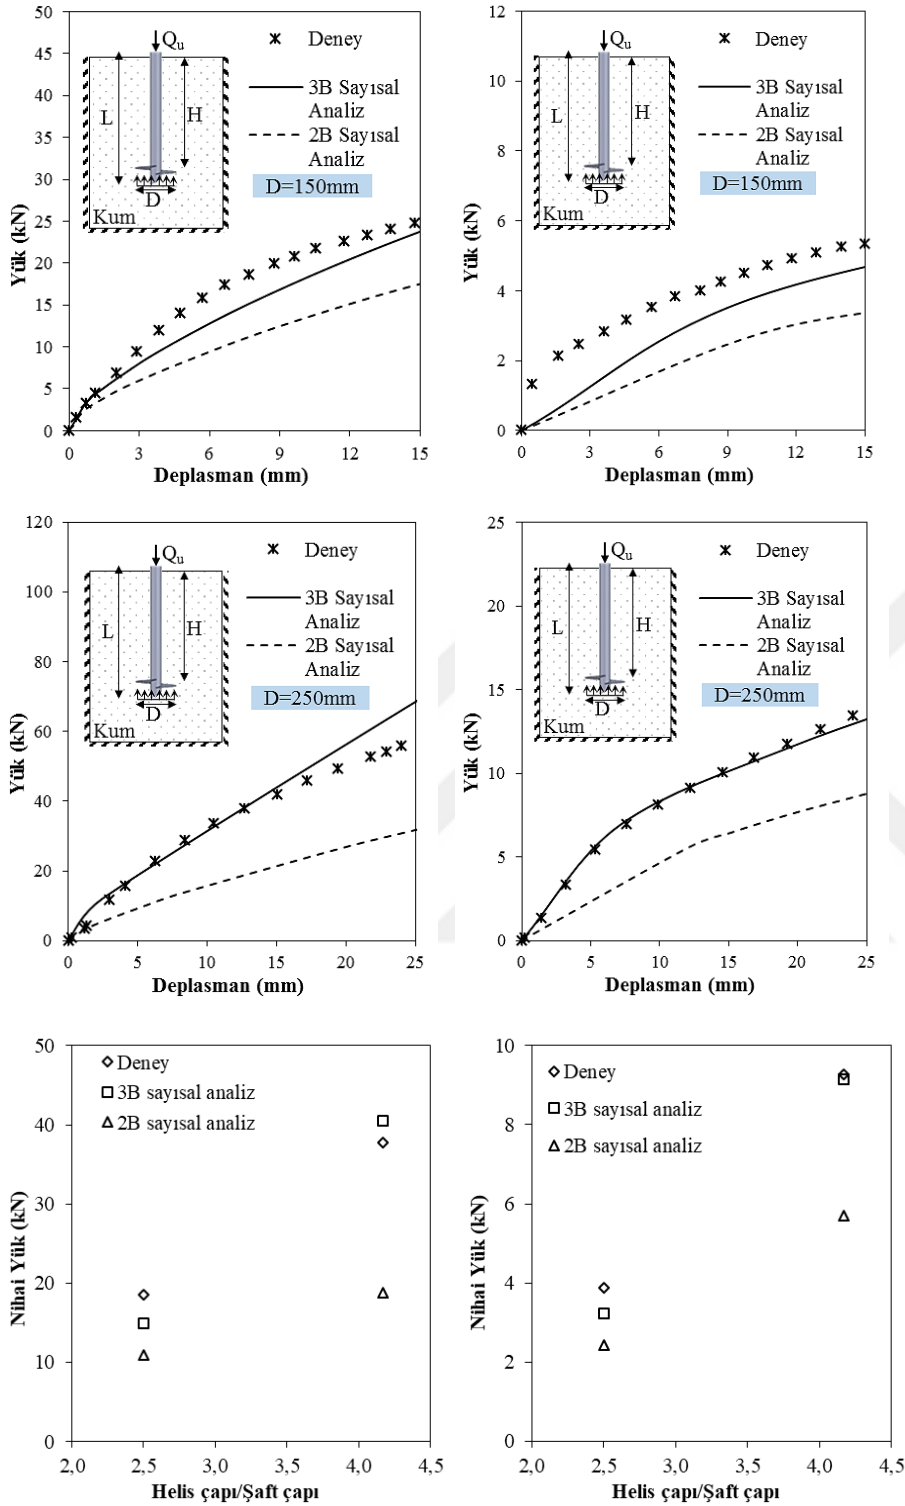 50
45
40
35
30
25
20
15
10
5
0
Yük (kN)
0 3 6 9 12 15
Deplasman (mm)
Qu
L
H
D
Kum
Deney
3B Sayısal
Analiz
2B Sayısal
Analiz
D=150mm
12
10
8
6
4
2
0
Yük (kN)
0 3 6 9 12 15
Deplasman (mm)
Qu
L
H
D
Kum
Deney
3B Sayısal
Analiz
2B Sayısal
Analiz
D=150mm
120
100
80
60
40
20
0
Yük (kN)
0 5 10 15 20 25
Deplasman (mm)
Qu
L
H
D
Kum
Deney
3B Sayısal
Analiz
2B Sayısal
Analiz
D=250mm
25
20
15
10
5
0
Yük (kN)
0 5 10 15 20 25
Deplasman (mm)
Qu
L
H
D
Kum
Deney
3B Sayısal
Analiz
2B Sayısal
Analiz
D=250mm
50
40
30
20
10
0
Nihai Yük (kN)
2,0 2,5 3,0 3,5 4,0 4,5
Helis çapı/Şaft çapı
Deney
3B sayısal analiz
2B sayısal analiz
10
8
6
4
2
0
Nihai Yük (kN)
2,0 2,5 3,0 3,5 4,0 4,5
Helis çapı/Şaft çapı
Deney
3B sayısal analiz
2B sayısal analiz